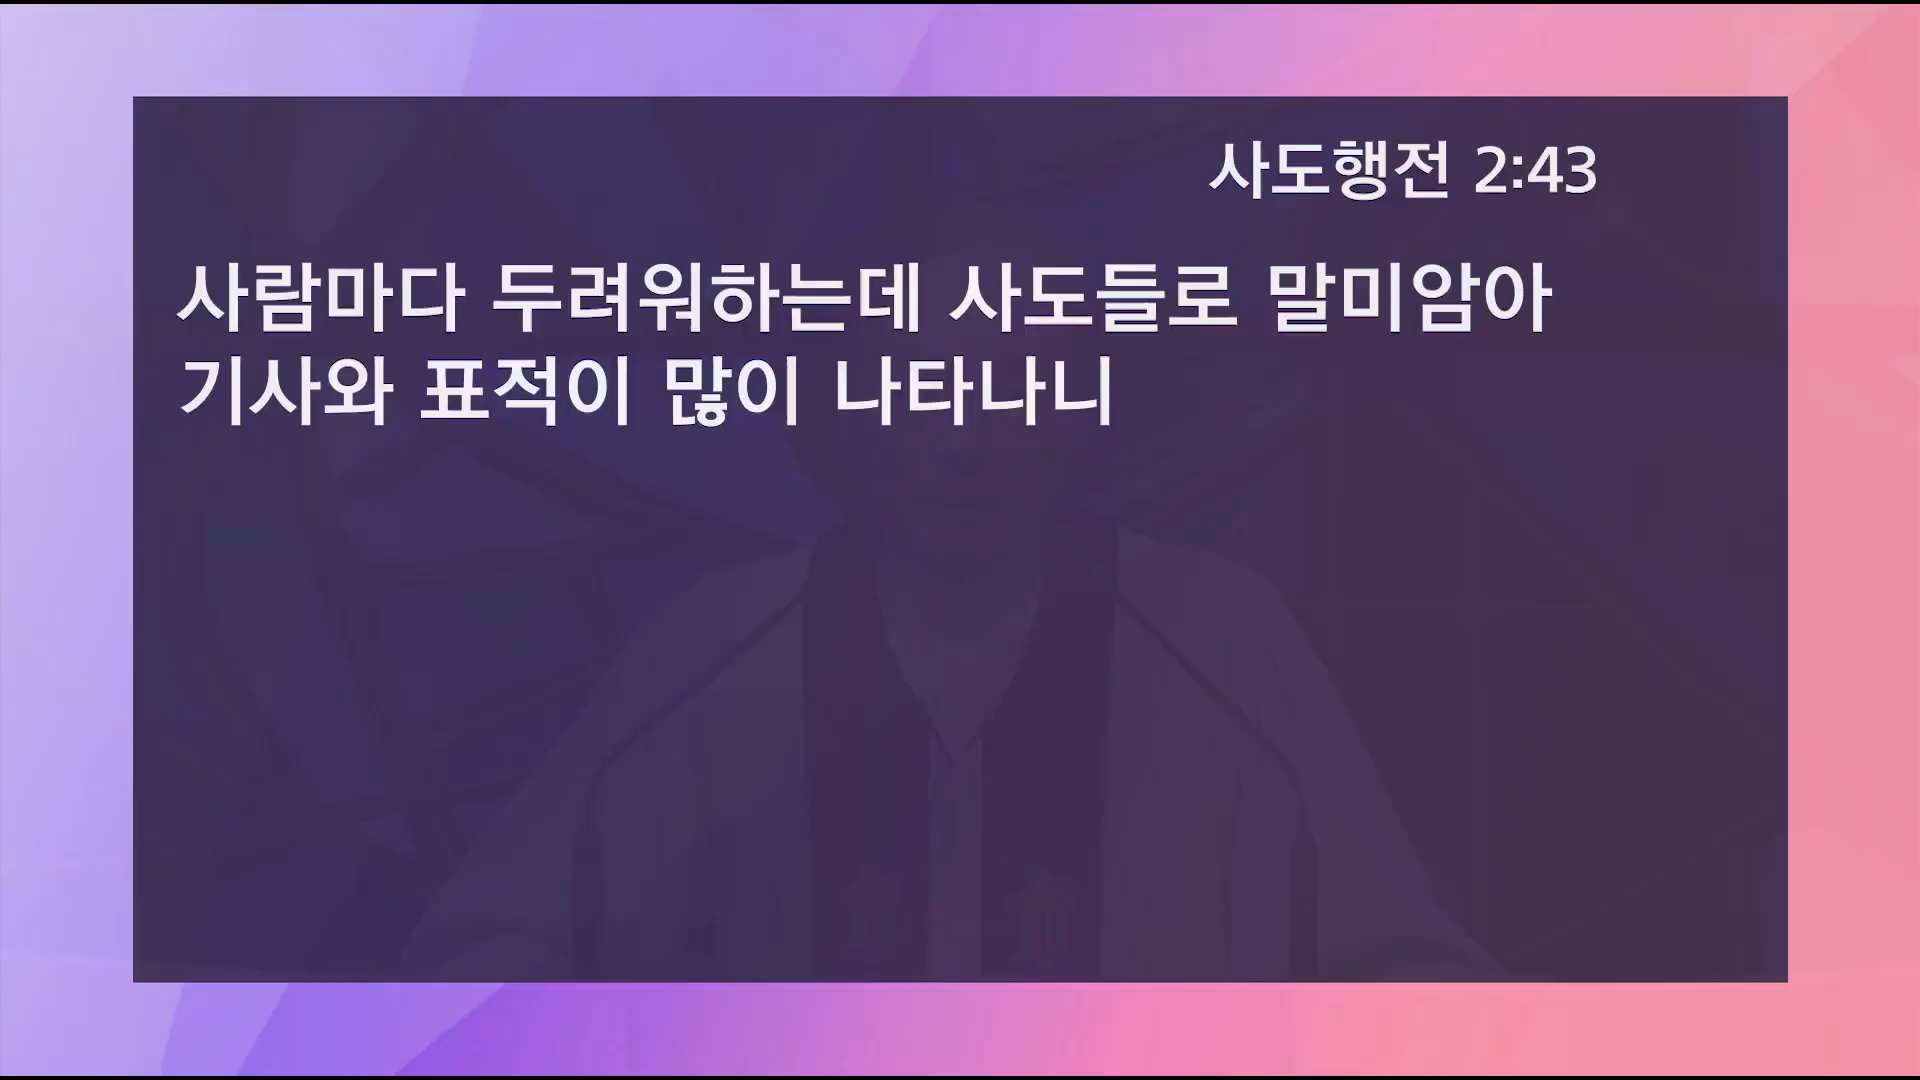 사도행전 2:43
사람마다 두려워하는데 사도들로 말미암아
기사와 표적이 많이 나타나니